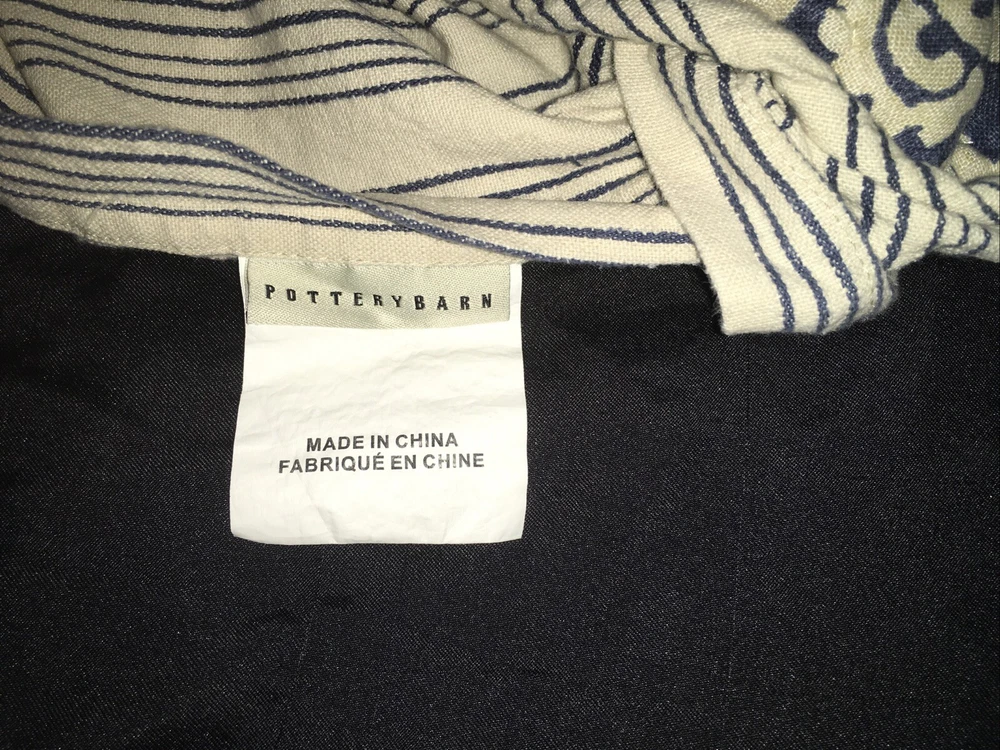 POTTERYBARN
MADE IN CHINA
FABRIQUÉ EN CHINE